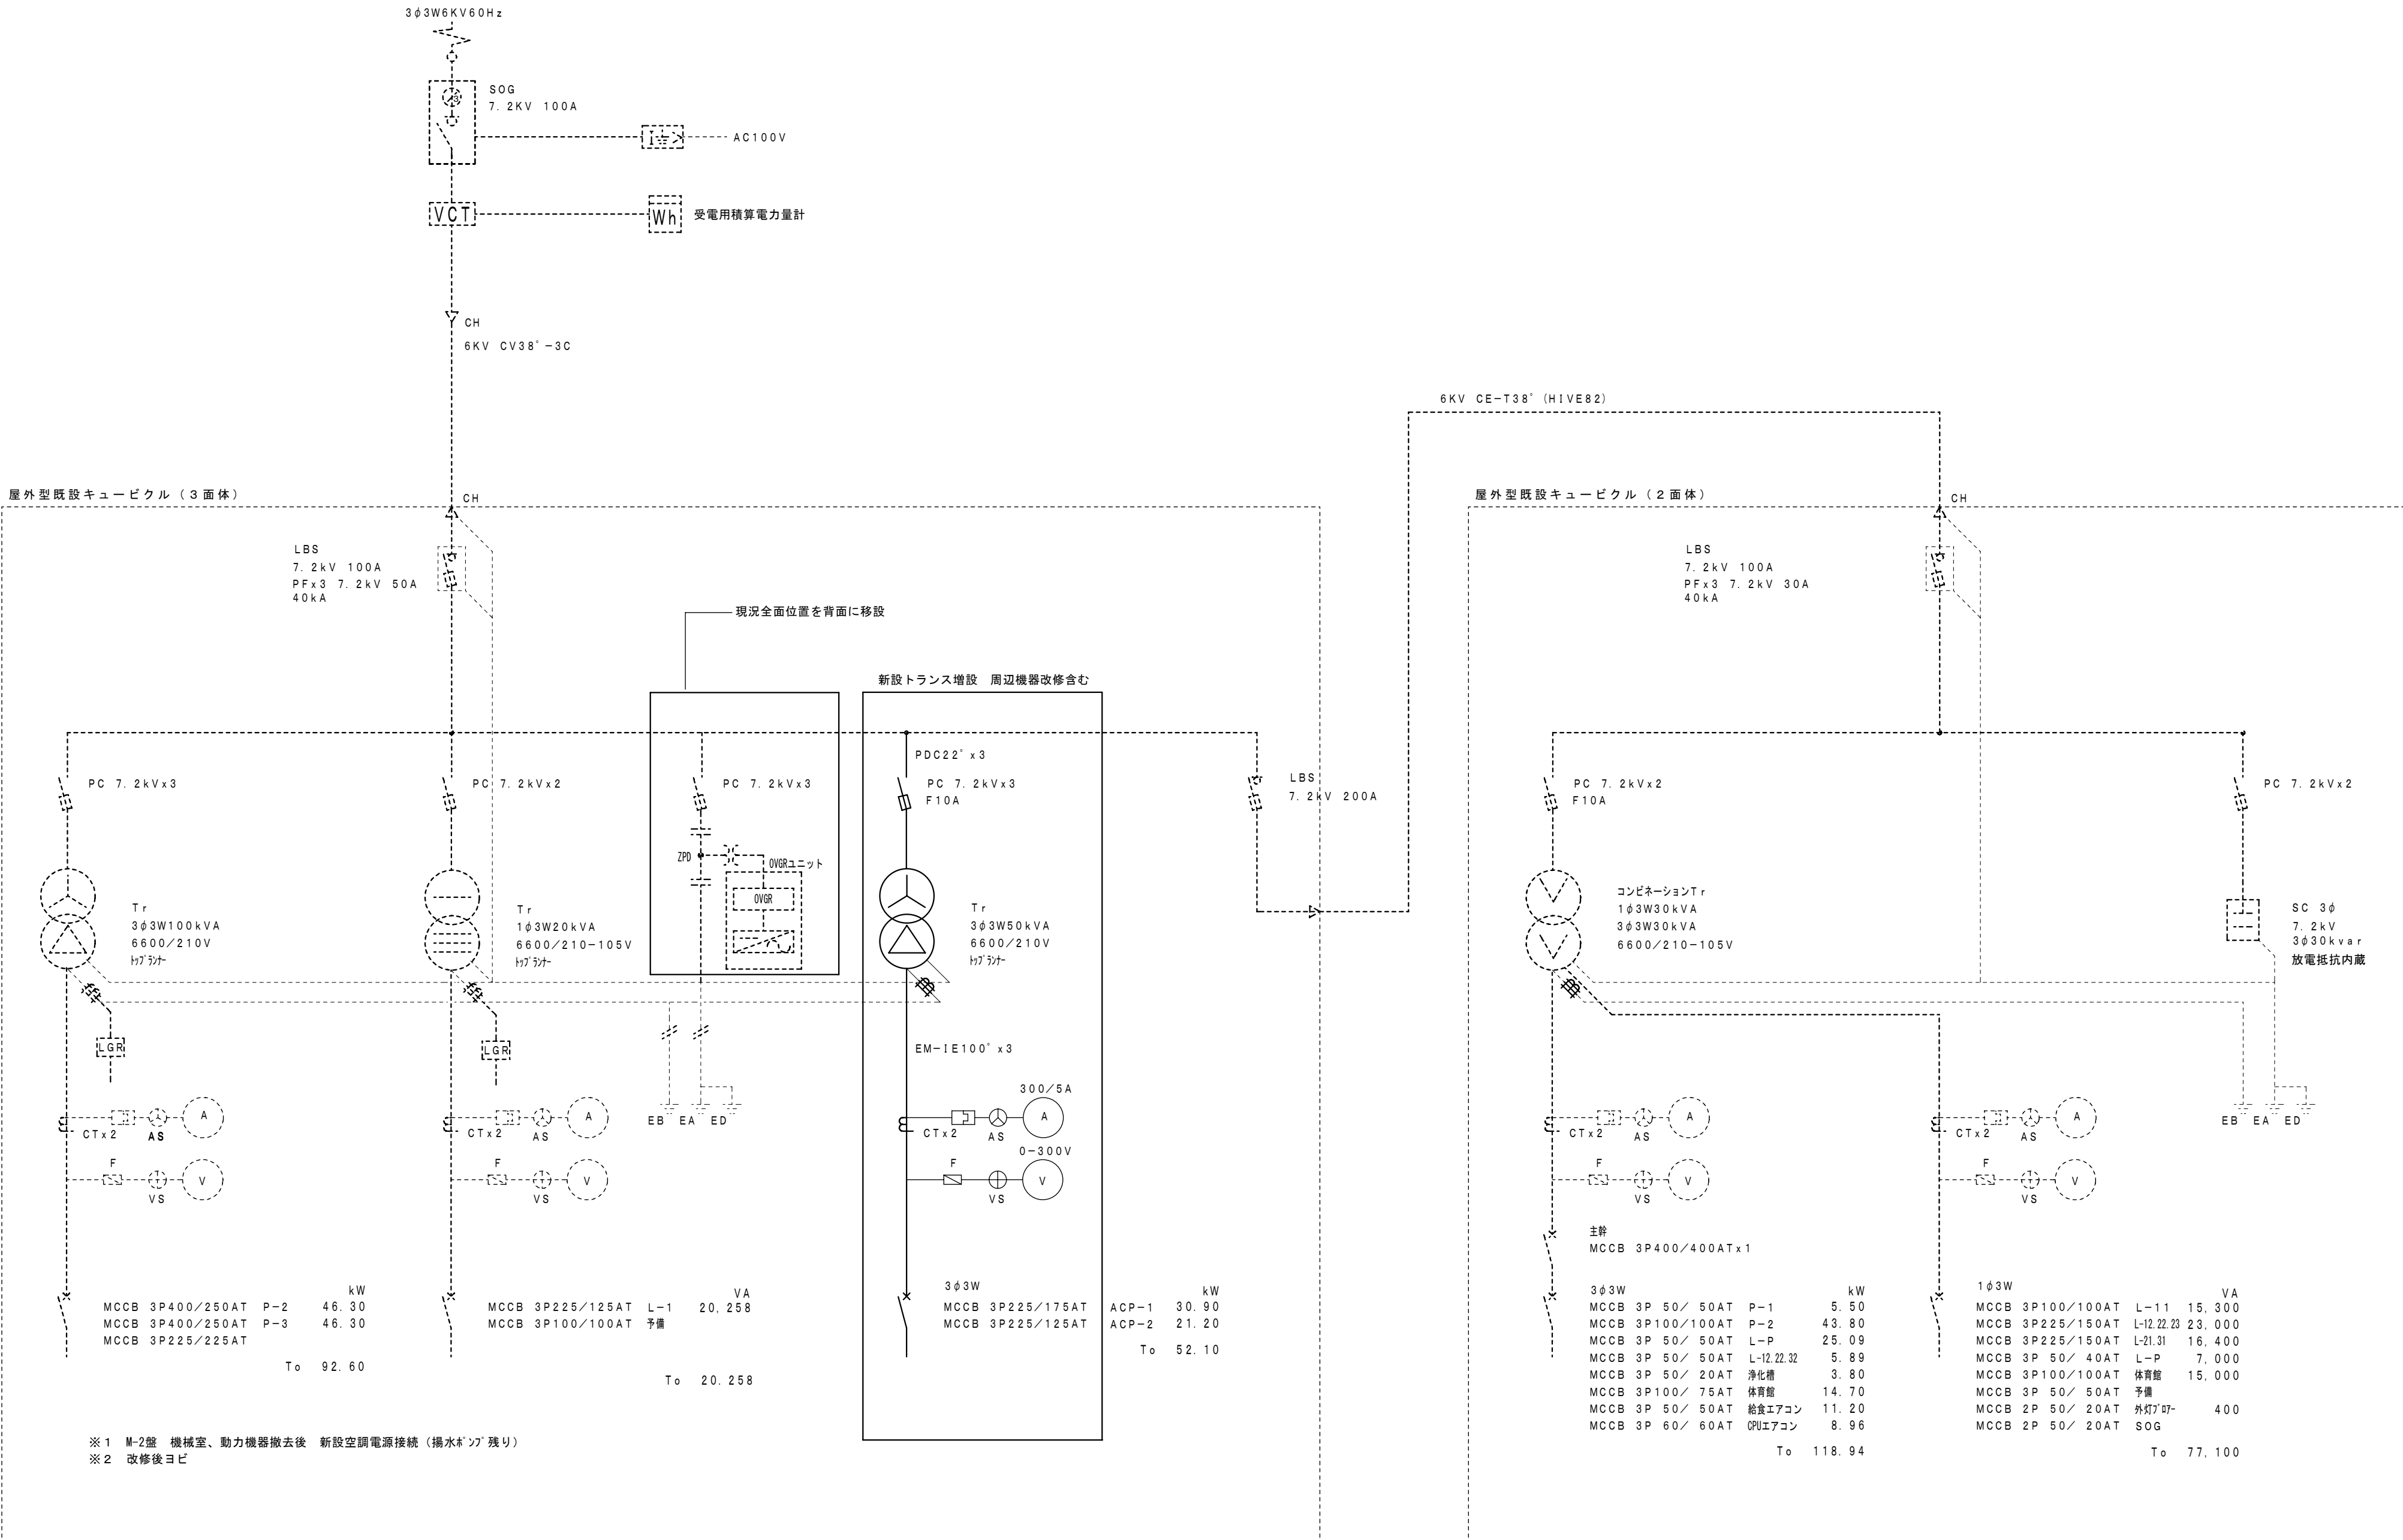 3φ3W6KV60Hz
SOG
7.2KV 100A
I
AC100V
VCT
Wh
受電用積算電力量計
CH
6KV CV38°-3C
6KV CE-T38°(HIVE82)
屋外型既設キュービクル(3面体)
CH
LBS
7.2kV 100A
PFx3 7.2kV 50A
40kA
現況全面位置を背面に移設
新設トランス増設 周辺機器改修含む
PC 7.2kVx3
PC 7.2kVx2
PC 7.2kVx3
PDC22°x3
PC 7.2kVx3
F10A
LBS
7.2kV 200A
ZPD
OVGRユニット
OVGR
Tr
3φ3W100kVA
6600/210V
トップランナー
Tr
1φ3W20kVA
6600/210-105V
トップランナー
Tr
3φ3W50kVA
6600/210V
トップランナー
LGR
LGR
EM-IE100°x3
EB EA ED
CTx2
AS
A
F
VS
V
CTx2
AS
A
F
VS
V
300/5A
CTx2
AS
A
0-300V
F
VS
V
kW
MCCB 3P400/250AT P-2 46.30
MCCB 3P400/250AT P-3 46.30
MCCB 3P225/225AT
To 92.60
VA
MCCB 3P225/125AT L-1 20,258
MCCB 3P100/100AT 予備
To 20.258
3φ3W
kW
MCCB 3P225/175AT ACP-1 30.90
MCCB 3P225/125AT ACP-2 21.20
To 52.10
※1 M-2盤 機械室、動力機器撤去後 新設空調電源接続(揚水ポンプ残り)
※2 改修後ヨビ
屋外型既設キュービクル(2面体)
CH
LBS
7.2kV 100A
PFx3 7.2kV 30A
40kA
PC 7.2kVx2
F10A
PC 7.2kVx2
コンビネーションTr
1φ3W30kVA
3φ3W30kVA
6600/210-105V
SC 3φ
7.2kV
3φ30kvar
放電抵抗内蔵
EB EA ED
CTx2
AS
A
F
VS
V
CTx2
AS
A
F
VS
V
主幹
MCCB 3P400/400ATx1
3φ3W
kW
MCCB 3P 50/ 50AT P-1 5.50
MCCB 3P100/100AT P-2 43.80
MCCB 3P 50/ 50AT L-P 25.09
MCCB 3P 50/ 50AT L-12.22.32 5.89
MCCB 3P 50/ 20AT 浄化槽 3.80
MCCB 3P100/ 75AT 体育館 14.70
MCCB 3P 50/ 50AT 給食エアコン 11.20
MCCB 3P 60/ 60AT CPUエアコン 8.96
To 118.94
1φ3W
VA
MCCB 3P100/100AT L-11 15,300
MCCB 3P225/150AT L-12.22.23 23,000
MCCB 3P225/150AT L-21.31 16,400
MCCB 3P 50/ 40AT L-P 7,000
MCCB 3P100/100AT 体育館 15,000
MCCB 3P 50/ 50AT 予備
MCCB 2P 50/ 20AT 外灯ブロアー 400
MCCB 2P 50/ 20AT SOG
To 77,100